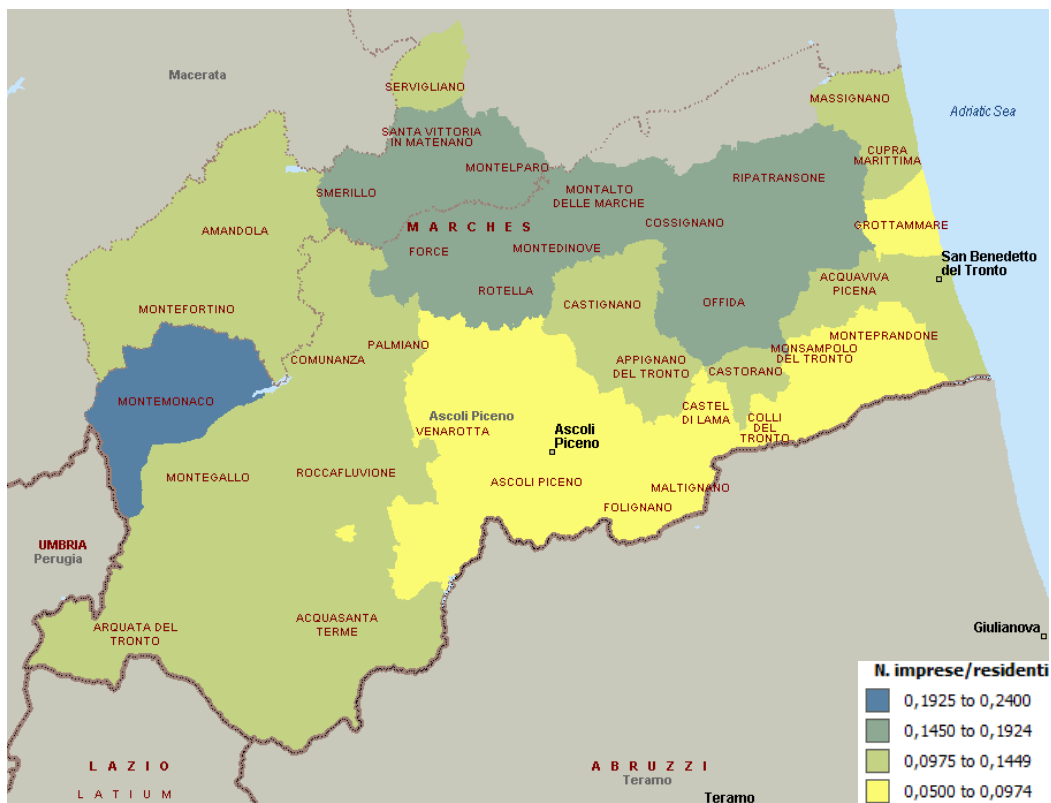 Macerata
SERVIGLIANO
MASSIGNANO
Adriatic Sea
SANTA VITTORIA
IN MATENANO
CUPRA
MARITTIMA
MONTELPARO
RIPATRANSONE
SMERILLO
MONTALTO
DELLE MARCHE
COSSIGNANO
AMANDOLA
MARCHES
GROTTAMMARE
FORCE
MONTEDINOVE
San Benedetto
del Tronto
ACQUAVIVA
PICENA
ROTELLA
CASTIGNANO
OFFIDA
MONTEFORTINO
MONTEPRANDONE
PALMIANO
MONSAMPOLO
DEL TRONTO
COMUNANZA
APPIGNANO
DEL TRONTO
CASTORANO
MONTEMONACO
CASTEL
DI LAMA
COLLI
DEL
TRONTO
Ascoli Piceno
VENAROTTA
Ascoli
Piceno
MONTEGALLO
ROCCAFLUVIONE
ASCOLI PICENO
MALTIGNANO
FOLIGNANO
UMBRIA
Perugia
ARQUATA DEL
TRONTO
ACQUASANTA
TERME
Giulianova
N. imprese/residenti
0,1925 to 0,2400
0,1450 to 0,1924
0,0975 to 0,1449
0,0500 to 0,0974
LAZIO
LATIUM
ABRUZZI
Teramo
Teramo